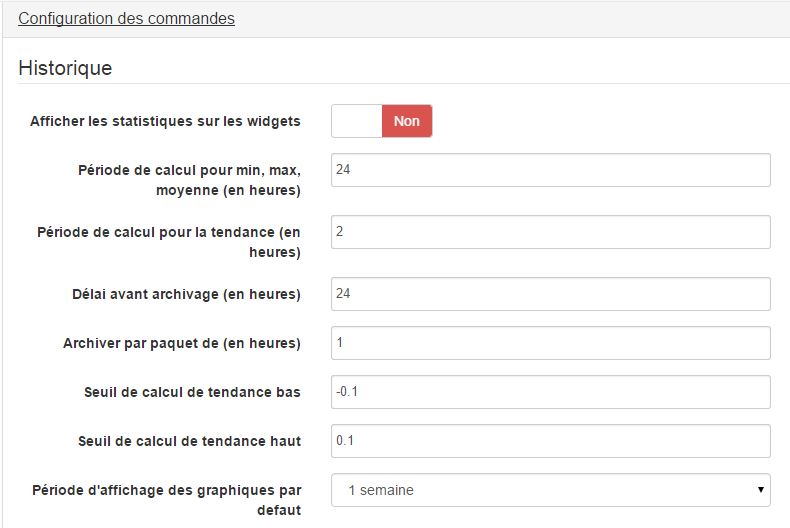 Configuration des commandes
Historique
Afficher les statistiques sur les widgets
Non
Période de calcul pour min, max,
moyenne (en heures)
24
Période de calcul pour la tendance (en
heures)
2
Délai avant archivage (en heures)
24
Archiver par paquet de (en heures)
1
Seuil de calcul de tendance bas
-0.1
Seuil de calcul de tendance haut
0.1
Période d'affichage des graphiques par
defaut
1 semaine